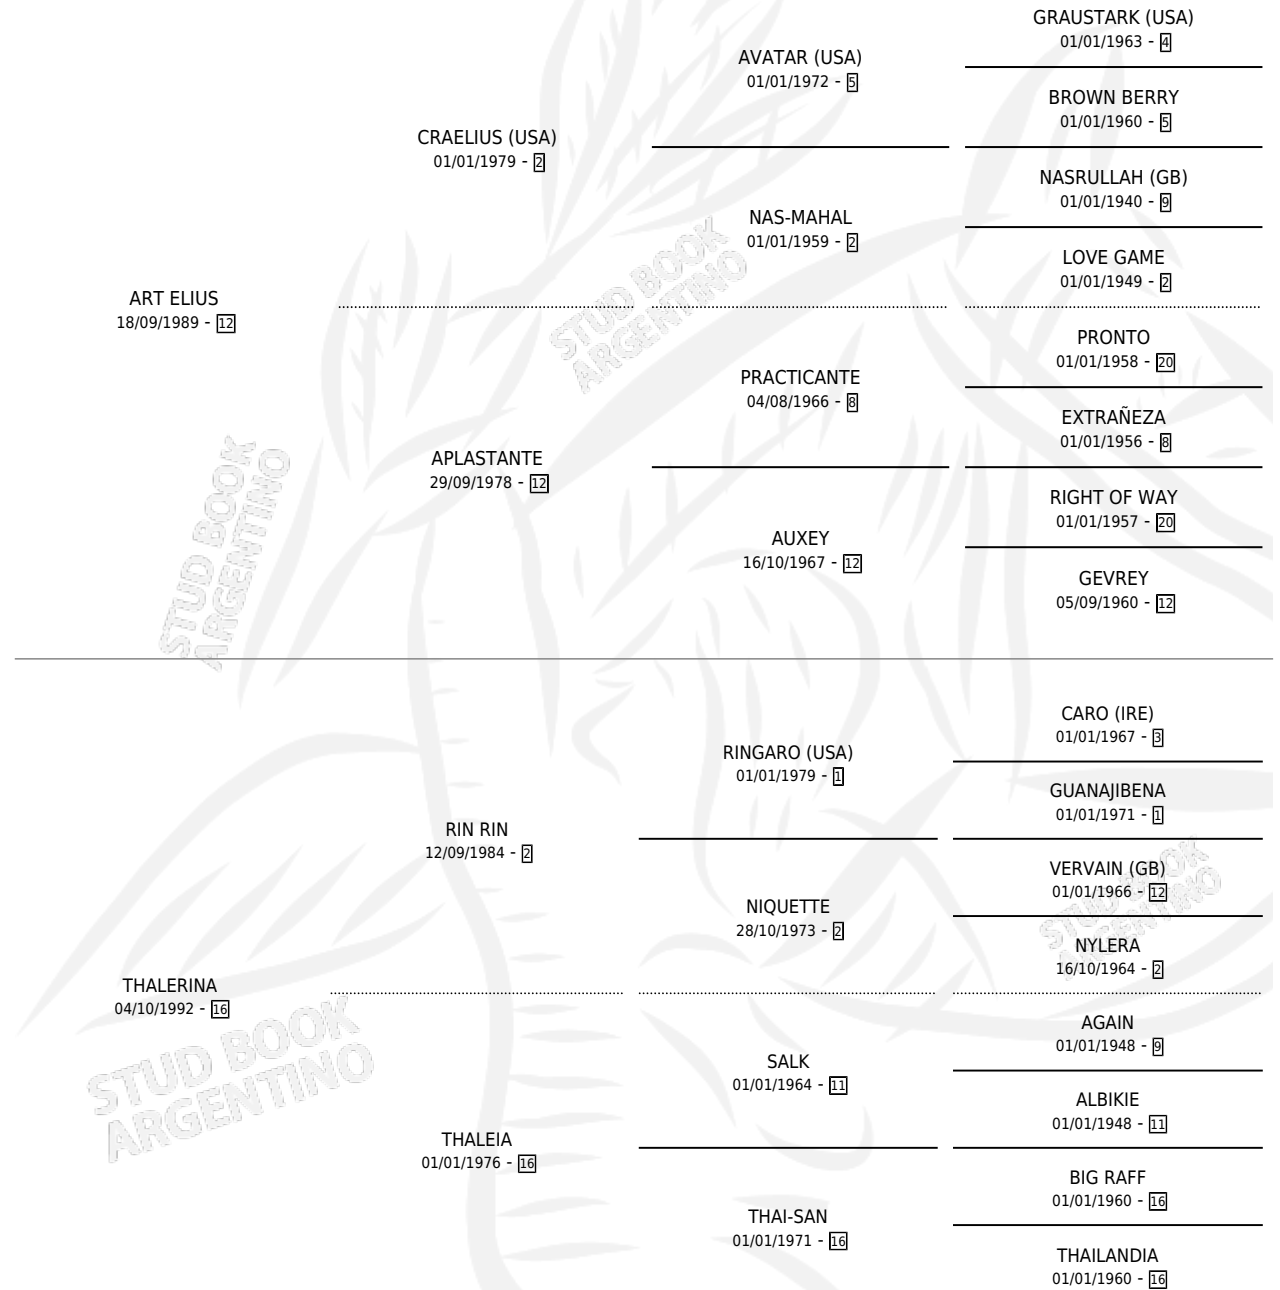 GRAUSTARK (USA)
01/01/1963 - 4
AVATAR (USA)
01/01/1972 - 5
BROWN BERRY
01/01/1960 - 5
CRAELIUS (USA)
01/01/1979 - 2
NASRULLAH (GB)
01/01/1940 - 9
NAS-MAHAL
01/01/1959 - 2
LOVE GAME
01/01/1949 - 2
ART ELIUS
18/09/1989 - 12
PRONTO
01/01/1958 - 20
PRACTICANTE
04/08/1966 - 8
EXTRAÑEZA
01/01/1956 - 8
APLASTANTE
29/09/1978 - 12
RIGHT OF WAY
01/01/1957 - 20
AUXEY
16/10/1967 - 12
GEVREY
05/09/1960 - 12
CARO (IRE)
01/01/1967 - 3
RINGARO (USA)
01/01/1979 - 1
GUANAJIBENA
01/01/1971 - 1
RIN RIN
12/09/1984 - 2
VERVAIN (GB)
01/01/1966 - 12
NIQUETTE
28/10/1973 - 2
NYLERA
16/10/1964 - 2
THALERINA
04/10/1992 - 16
AGAIN
01/01/1948 - 9
SALK
01/01/1964 - 11
ALBIKIE
01/01/1948 - 11
THALEIA
01/01/1976 - 16
BIG RAFF
01/01/1960 - 16
THAI-SAN
01/01/1971 - 16
THAILANDIA
01/01/1960 - 16
STUD BOOK
ARGENTINO
STUD BOOK
ARGENTINO
STUD BOOK
ARGENTINO
STUD BOOK
ARGENTINO